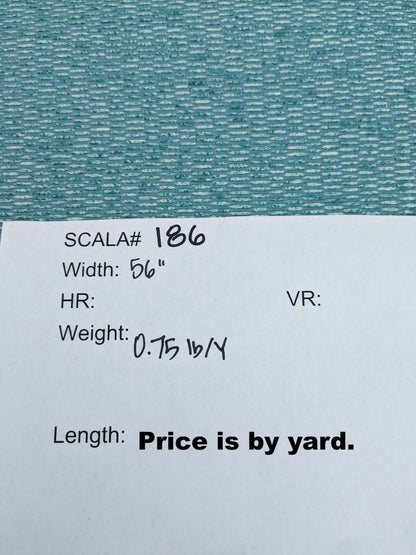 SCALA# 186
Width: 56"
HR: VR:
Weight: 0.75 lb/Y
Length: Price is by yard.